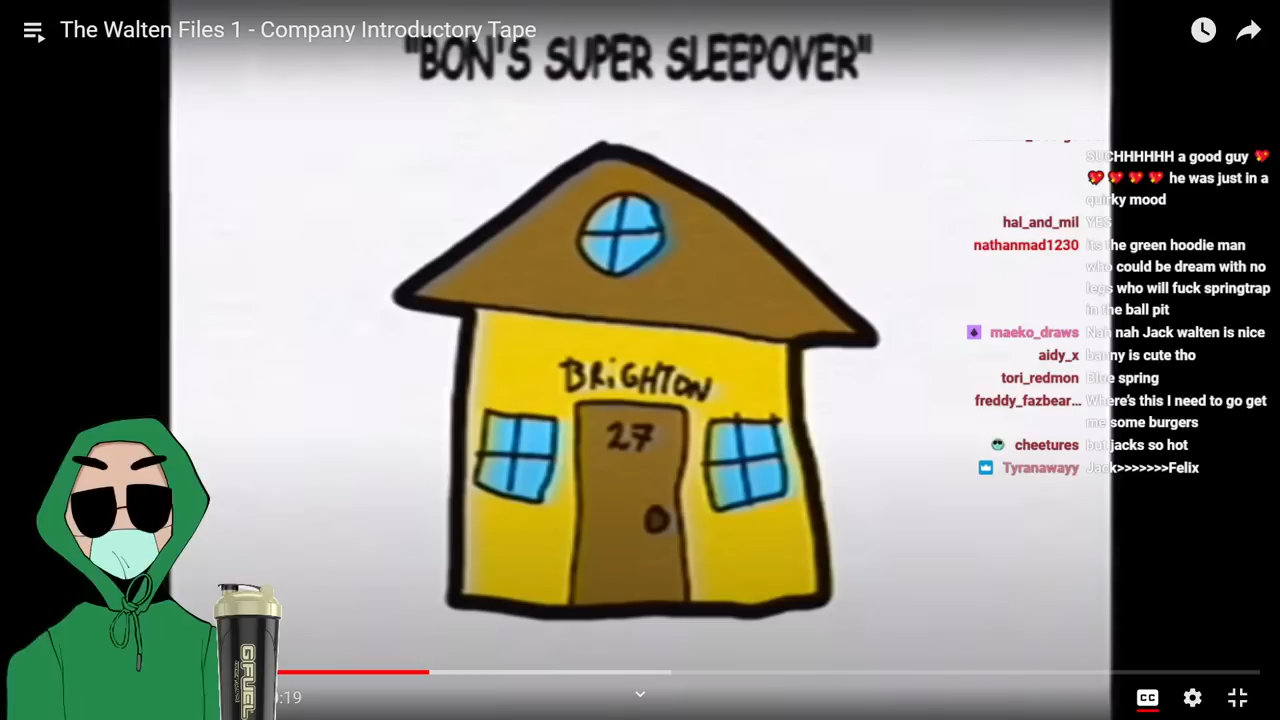 The Walten Files 1 - Company Introductory Tape
"BON'S SUPER SLEEPOVER"
BRIGHTON
27
SUCHHHHHH a good guy 💖
💖 💖 💖 💖 he was just in a
quirky mood
hal_and_mil YES
nathanmad1230 Its the green hoodie man
who could be dream with no
legs who will fuck springtrap
in the ball pit
maeko_draws Nah nah Jack walten is nice
aidy_x banny is cute tho
tori_redmon Blue spring
freddy_fazbear... Where's this I need to go get
me some burgers
cheetures but jacks so hot
Tyranawayy Jack>>>>>>>Felix
GFUEL
:19
CC